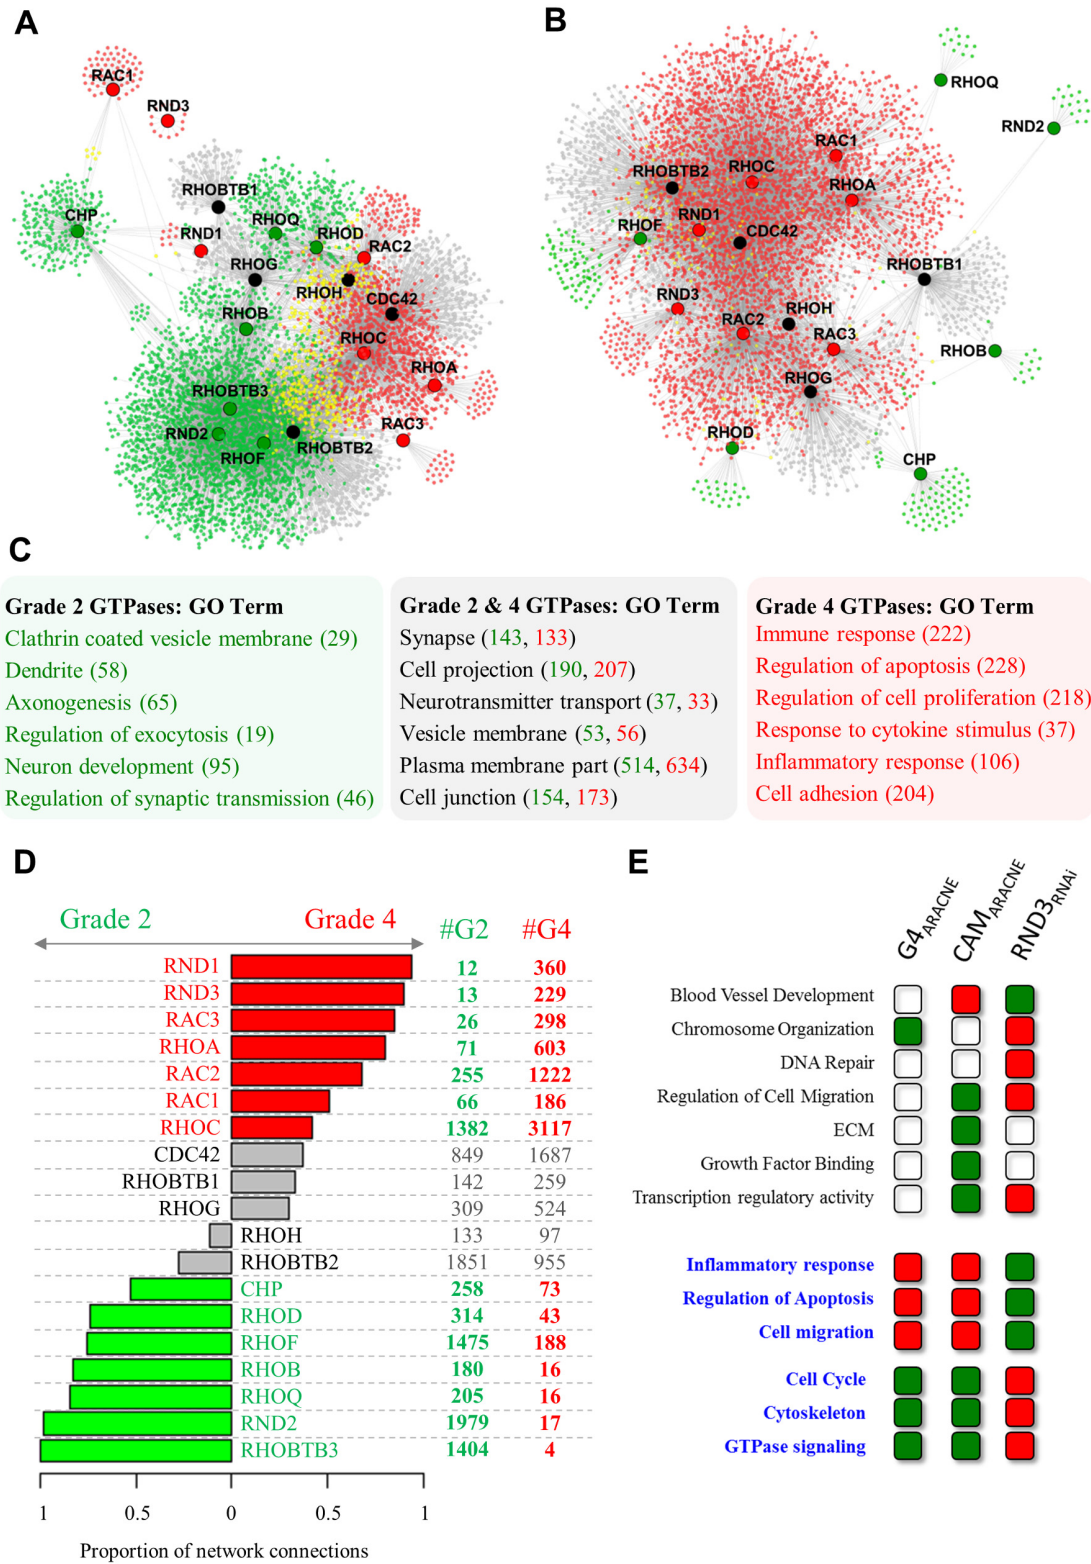 A
B
RAC1
RND3
RHOBTB1
CHP
RHOQ
RND1
RHOD
RAC2
RHOG
RHOH
CDC42
RHOB
RHOC
RHOA
RHOBTB3
RND2
RHOF
RHOBTB2
RAC3
RHOQ
RND2
RAC1
RHOBTB2
RHOC
RHOA
RND1
RHOF
CDC42
RHOBTB1
RND3
RHOH
RAC2
RAC3
RHOB
RHOG
RHOD
CHP
C
Grade 2 GTPases: GO Term
Clathrin coated vesicle membrane (29)
Dendrite (58)
Axonogenesis (65)
Regulation of exocytosis (19)
Neuron development (95)
Regulation of synaptic transmission (46)
Grade 2 & 4 GTPases: GO Term
Synapse (143, 133)
Cell projection (190, 207)
Neurotransmitter transport (37, 33)
Vesicle membrane (53, 56)
Plasma membrane part (514, 634)
Cell junction (154, 173)
Grade 4 GTPases: GO Term
Immune response (222)
Regulation of apoptosis (228)
Regulation of cell proliferation (218)
Response to cytokine stimulus (37)
Inflammatory response (106)
Cell adhesion (204)
D
Grade 2 Grade 4 #G2 #G4
RND1 12 360
RND3 13 229
RAC3 26 298
RHOA 71 603
RAC2 255 1222
RAC1 66 186
RHOC 1382 3117
CDC42 849 1687
RHOBTB1 142 259
RHOG 309 524
RHOH 133 97
RHOBTB2 1851 955
CHP 258 73
RHOD 314 43
RHOF 1475 188
RHOB 180 16
RHOQ 205 16
RND2 1979 17
RHOBTB3 1404 4
1 0.5 0 0.5 1
Proportion of network connections
E
G4ARACNE
CAMARACNE
RND3RNAi
Blood Vessel Development
Chromosome Organization
DNA Repair
Regulation of Cell Migration
ECM
Growth Factor Binding
Transcription regulatory activity
Inflammatory response
Regulation of Apoptosis
Cell migration
Cell Cycle
Cytoskeleton
GTPase signaling